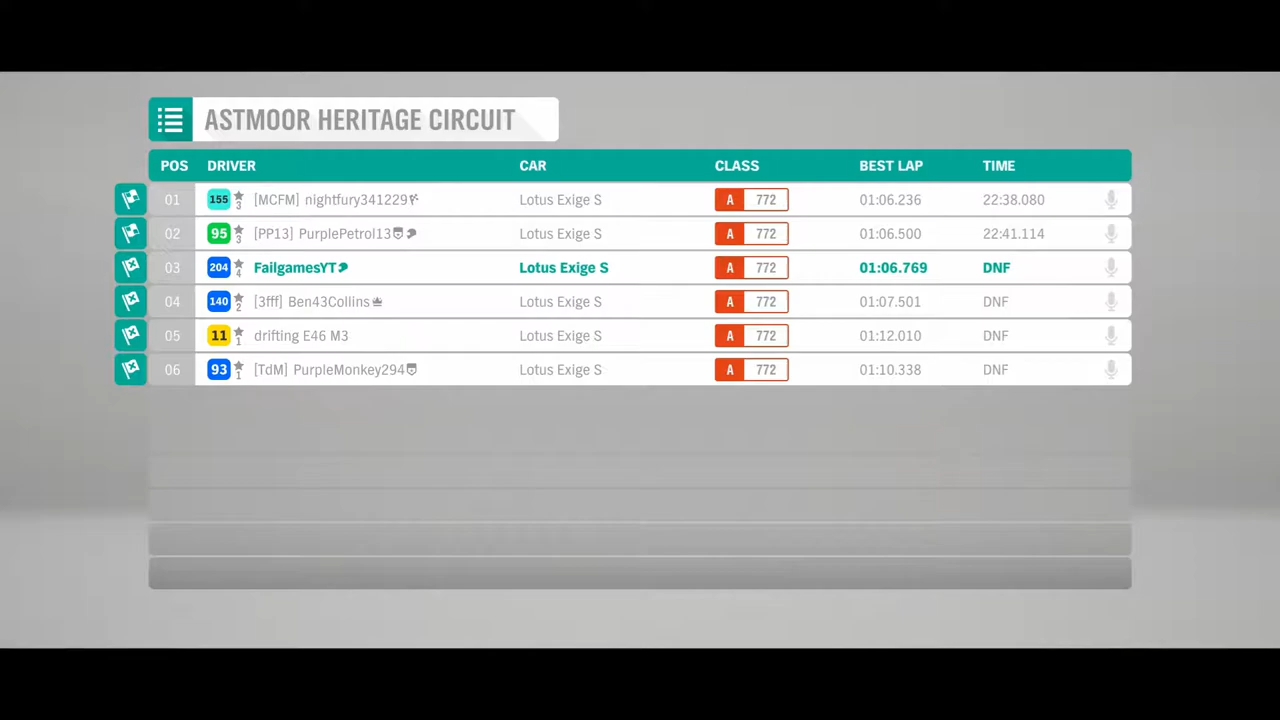 ASTMOOR HERITAGE CIRCUIT
POS DRIVER CAR CLASS BEST LAP TIME
01 155 3 [MCFM] nightfury341229 Lotus Exige S A 772 01:06.236 22:38.080
02 95 3 [PP13] PurplePetrol13 Lotus Exige S A 772 01:06.500 22:41.114
03 204 4 FailgamesYT Lotus Exige S A 772 01:06.769 DNF
04 140 2 [3fff] Ben43Collins Lotus Exige S A 772 01:07.501 DNF
05 11 1 drifting E46 M3 Lotus Exige S A 772 01:12.010 DNF
06 93 1 [TdM] PurpleMonkey294 Lotus Exige S A 772 01:10.338 DNF